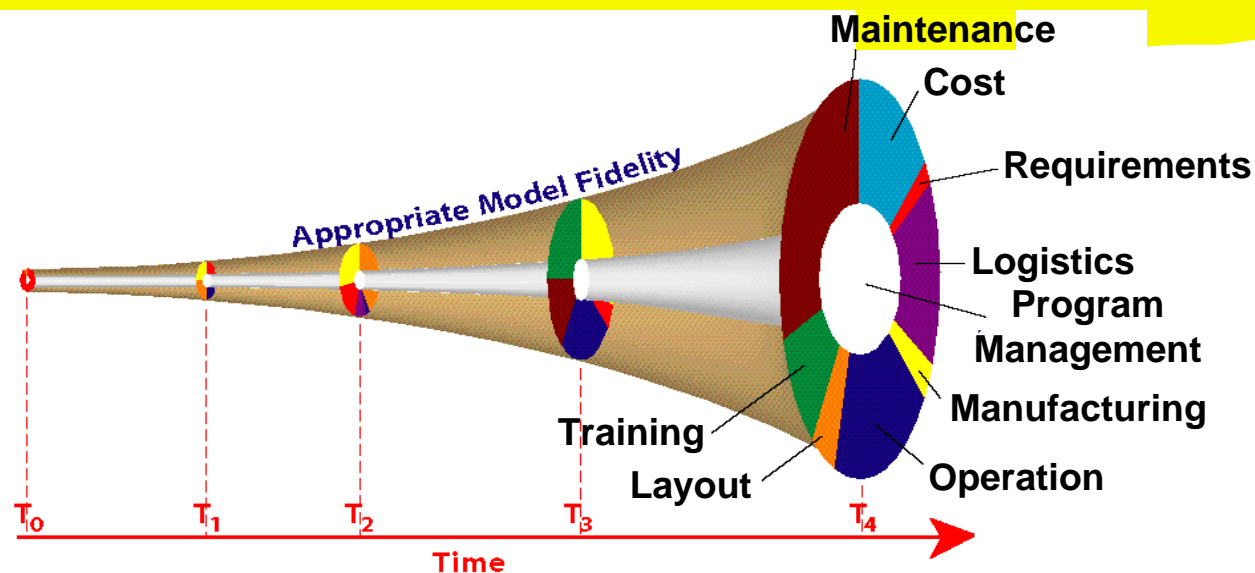 Maintenance
Cost
Requirements
Appropriate Model Fidelity
Logistics
Program
Management
Manufacturing
Training
Layout
Operation
T0
T1
T2
T3
T4
Time